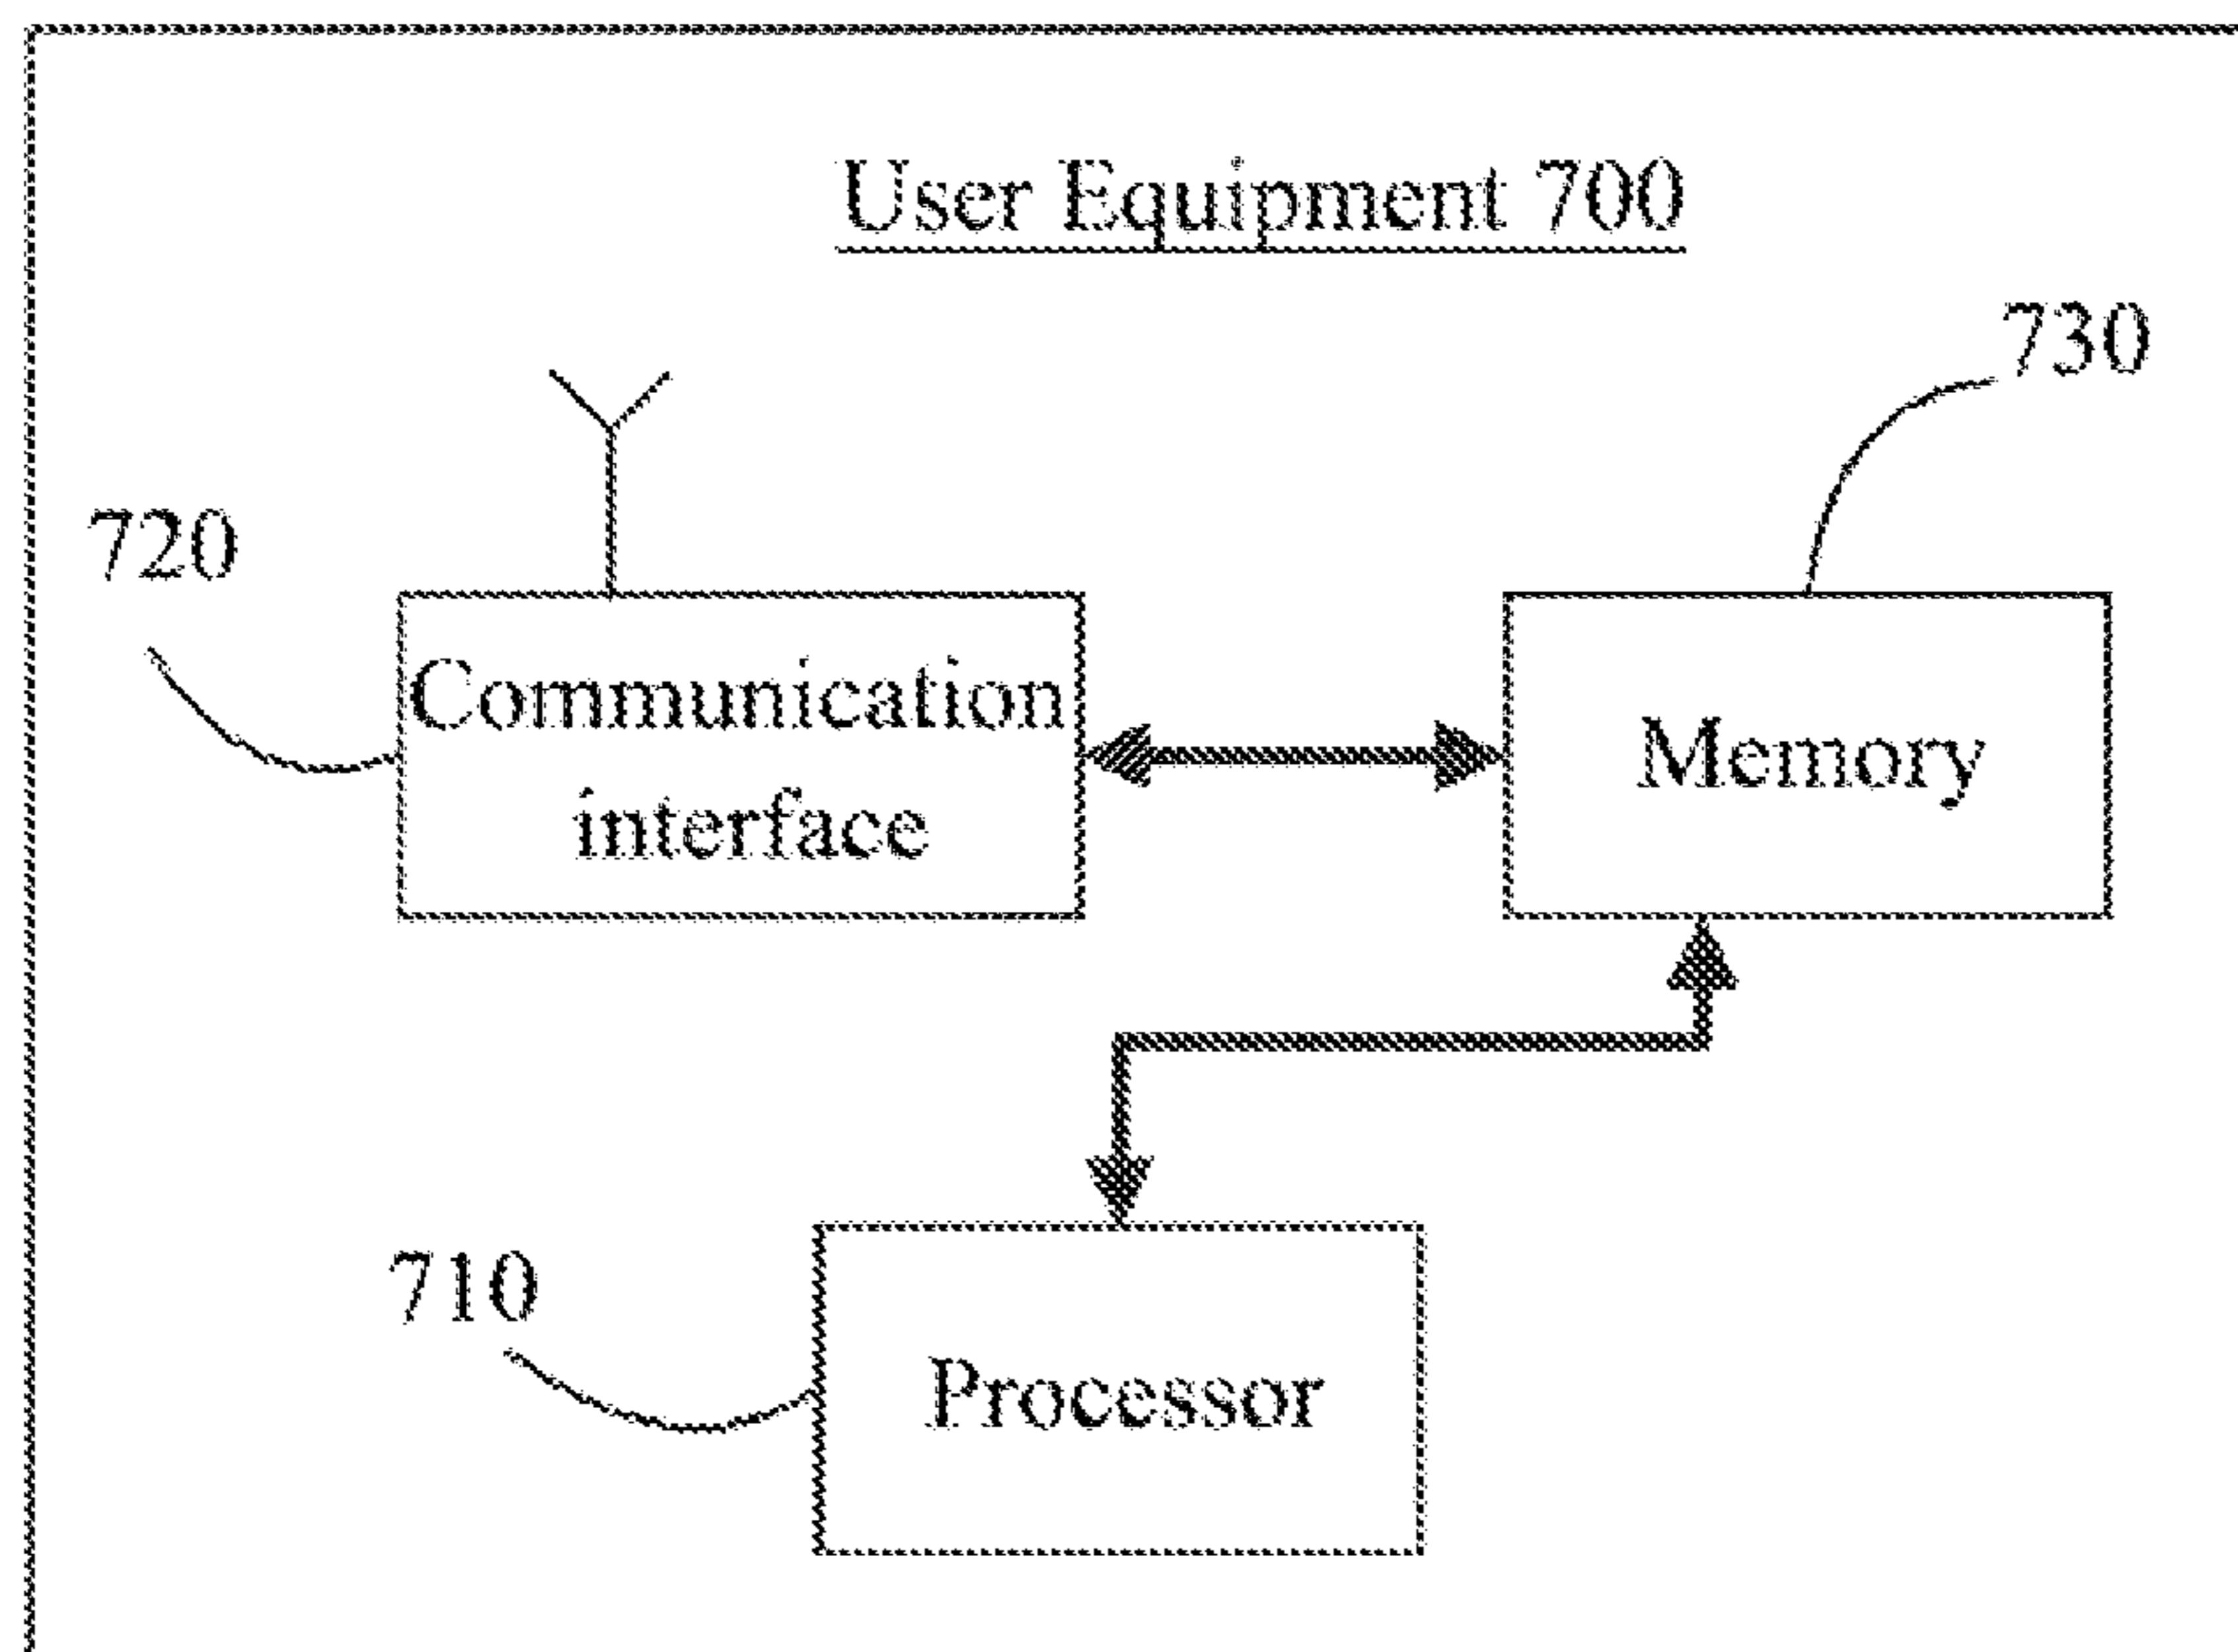 User Equipment 700
730
720
Communication
interface
Memory
710
Processor